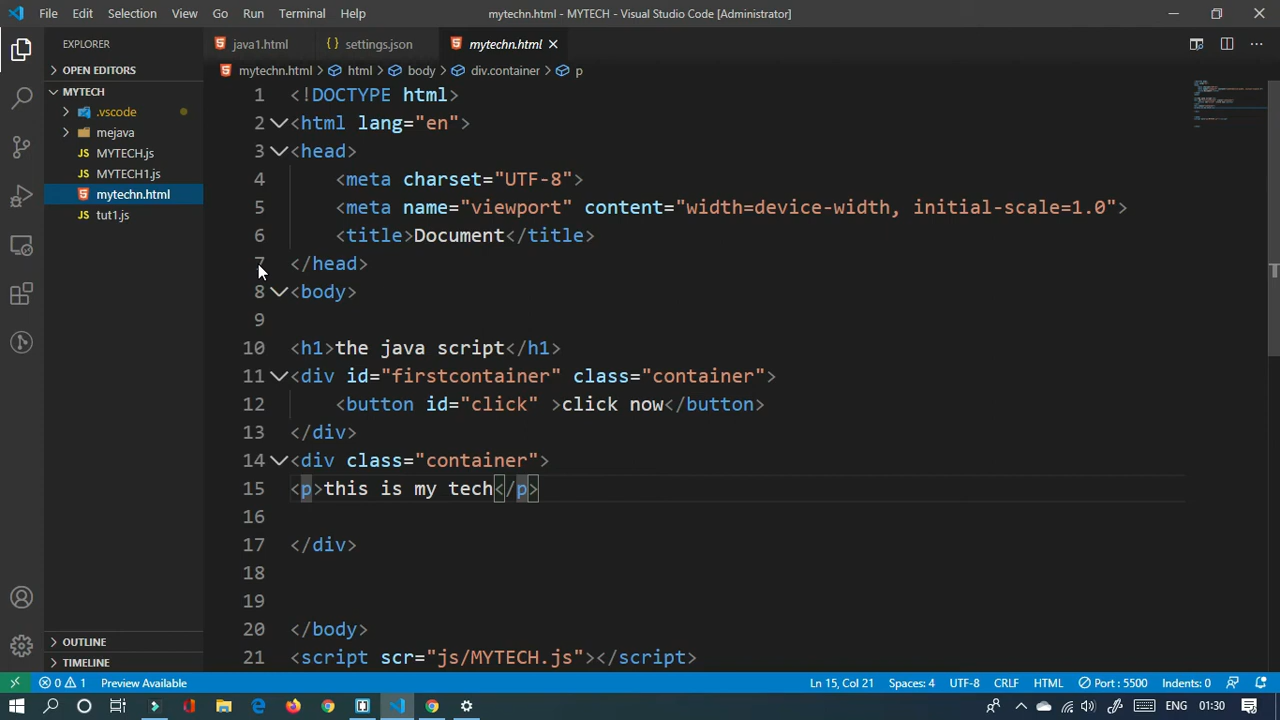 File Edit Selection View Go Run Terminal Help mytechn.html - MYTECH - Visual Studio Code [Administrator]
EXPLORER
OPEN EDITORS
MYTECH
.vscode
mejava
JS MYTECH.js
JS MYTECH1.js
mytechn.html
JS tut1.js
OUTLINE
TIMELINE
java1.html {} settings.json mytechn.html
mytechn.html > html > body > div.container > p
1 <!DOCTYPE html>
2 <html lang="en">
3 <head>
4 <meta charset="UTF-8">
5 <meta name="viewport" content="width=device-width, initial-scale=1.0">
6 <title>Document</title>
7 </head>
8 <body>
9
10 <h1>the java script</h1>
11 <div id="firstcontainer" class="container">
12 <button id="click" >click now</button>
13 </div>
14 <div class="container">
15 <p>this is my tech</p>
16
17 </div>
18
19
20 </body>
21 <script scr="js/MYTECH.js"></script>
0 1 Preview Available Ln 15, Col 21 Spaces: 4 UTF-8 CRLF HTML Port : 5500 Indents: 0
ENG 01:30